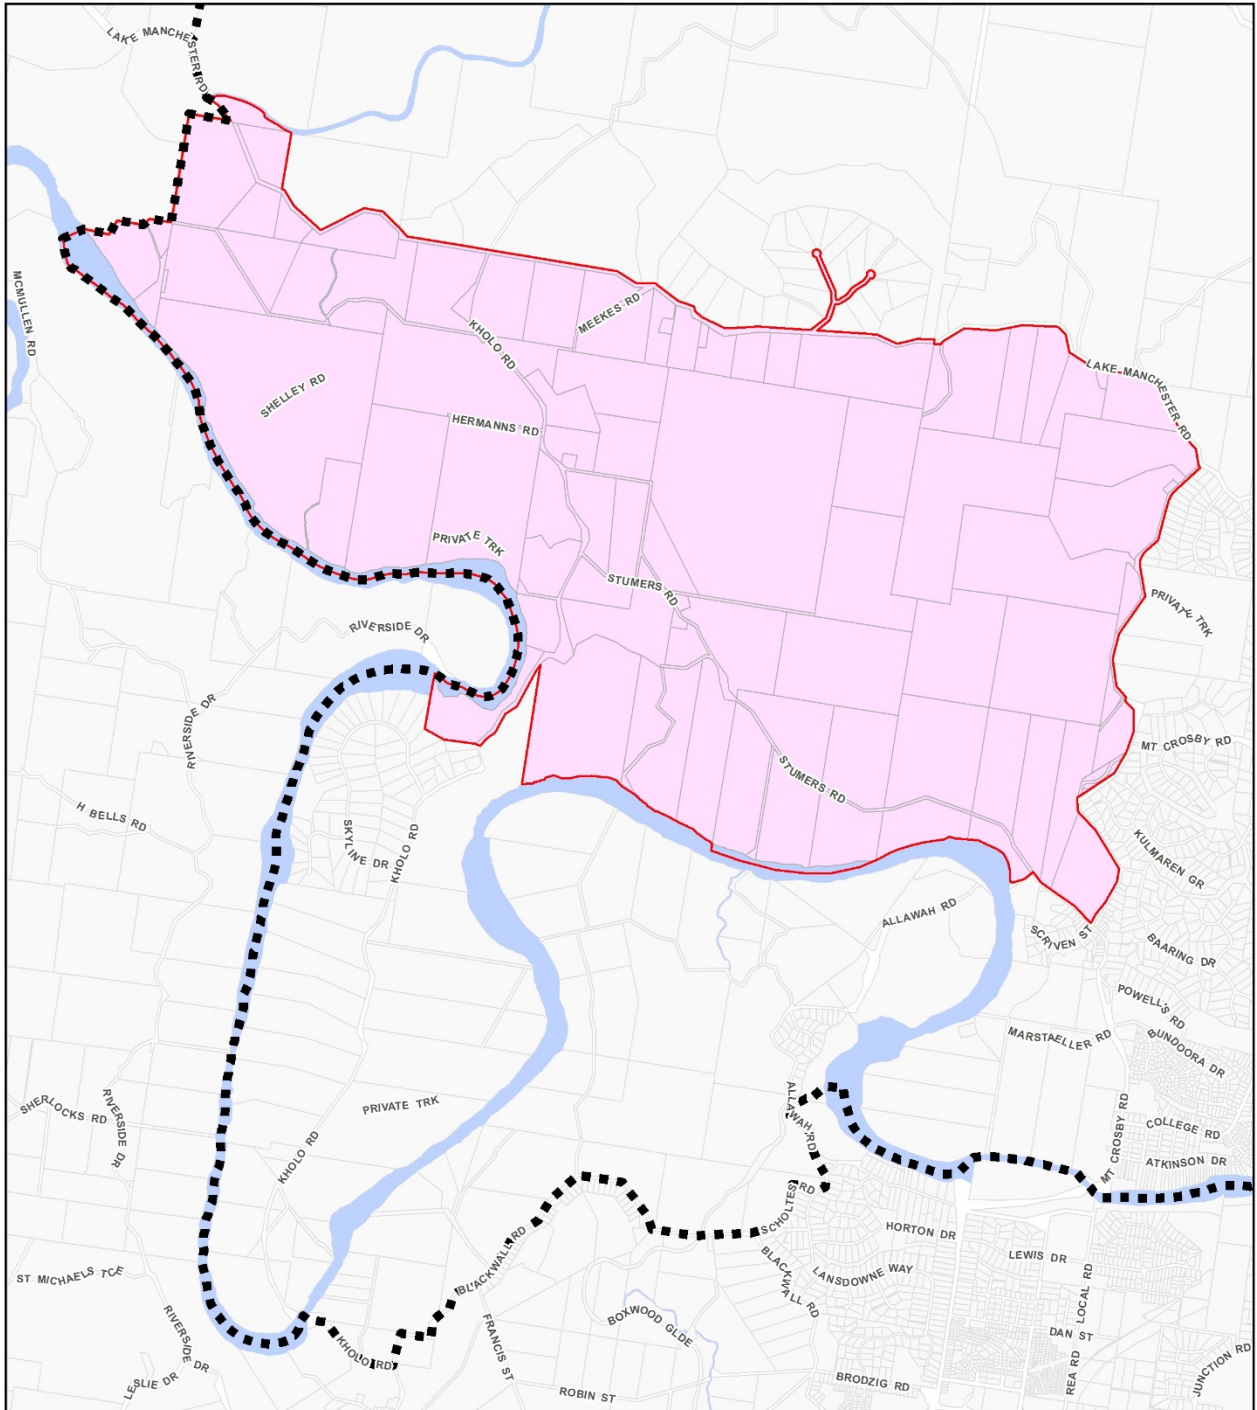 LAKE MANCHESTER RD
MCMULLEN RD
MEEKES RD
KHOLO RD
LAKE MANCHESTER RD
SHELLEY RD
HERMANNS RD
PRIVATE TRK
STUMERS RD
PRIVATE TRK
RIVERSIDE DR
RIVERSIDE DR
MT CROSBY RD
STUMERS RD
H BELLS RD
SKYLINE DR
KHOLO RD
KULMAREN GR
ALLAWAH RD
SCRIVEN ST
BAARING DR
POWELLS RD
MARSTAELLER RD
BUNDOORA DR
SHERLOCKS RD
RIVERSIDE DR
PRIVATE TRK
KHOLO RD
ALLAWAH RD
MT CROSBY RD
COLLEGE RD
ATKINSON DR
SCHOLTES RD
HORTON DR
LEWIS DR
BLACKWALL RD
BLACKWALL RD
LANSDOWNE WAY
LOCAL RD
ST MICHAELS TCE
RIVERSIDE DR
KHOLO RD
FRANCIS ST
BOXWOOD GLDE
DAN ST
REA RD
JUNCTION RD
LESLIE DR
ROBIN ST
BRODZIG RD